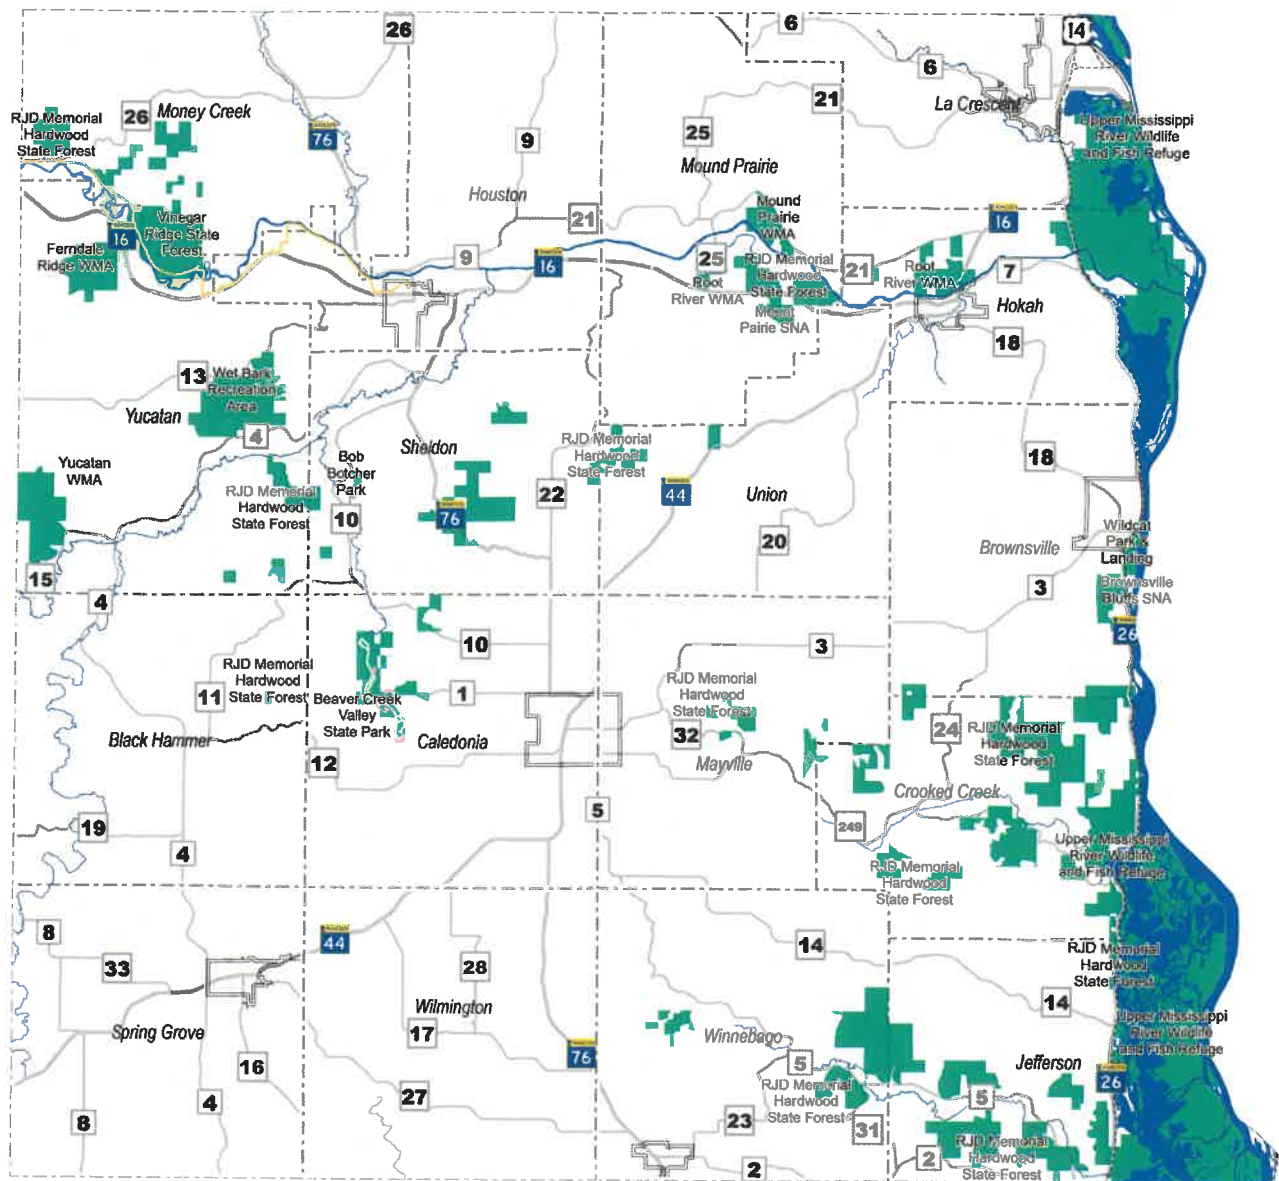 6
26
14
6
21
La Crescent
26
Money Creek
RJD Memorial
Hardwood
State Forest
76
9
25
Upper Mississippi
River Wildlife
and Fish Refuge
Mound Prairie
Houston
21
Mound
Prairie
WMA
16
Vinegar
Ridge State
Forest
16
Ferndale
Ridge WMA
9
16
25
RJD Memorial
Hardwood
State Forest
21
Root
River WMA
7
Root
River WMA
Mount
Pairie SNA
Hokah
18
13
Wet Bark
Recreation
Area
Yucatan
4
Sheldon
RJD Memorial
Hardwood
State Forest
Bob
Botcher
Park
18
Yucatan
WMA
RJD Memorial
Hardwood
State Forest
22
44
Union
10
76
20
Wildcat
Park &
Landing
Brownsville
15
4
3
Brownsville
Bluffs SNA
26
10
3
RJD Memorial
Hardwood
State Forest
11
1
RJD Memorial
Hardwood
State Forest
Beaver Creek
Valley
State Park
24
RJD Memorial
Hardwood
State Forest
32
Black Hammer
Caledonia
12
Mayville
Crooked Creek
5
19
249
4
Upper Mississippi
River Wildlife
and Fish Refuge
RJD Memorial
Hardwood
State Forest
8
44
14
33
28
RJD Memorial
Hardwood
State Forest
14
Wilmington
Spring Grove
17
Winnebago
Upper Mississippi
River Wildlife
and Fish Refuge
76
16
5
Jefferson
26
RJD Memorial
Hardwood
State Forest
4
27
5
8
23
31
RJD Memorial
Hardwood
State Forest
2
2